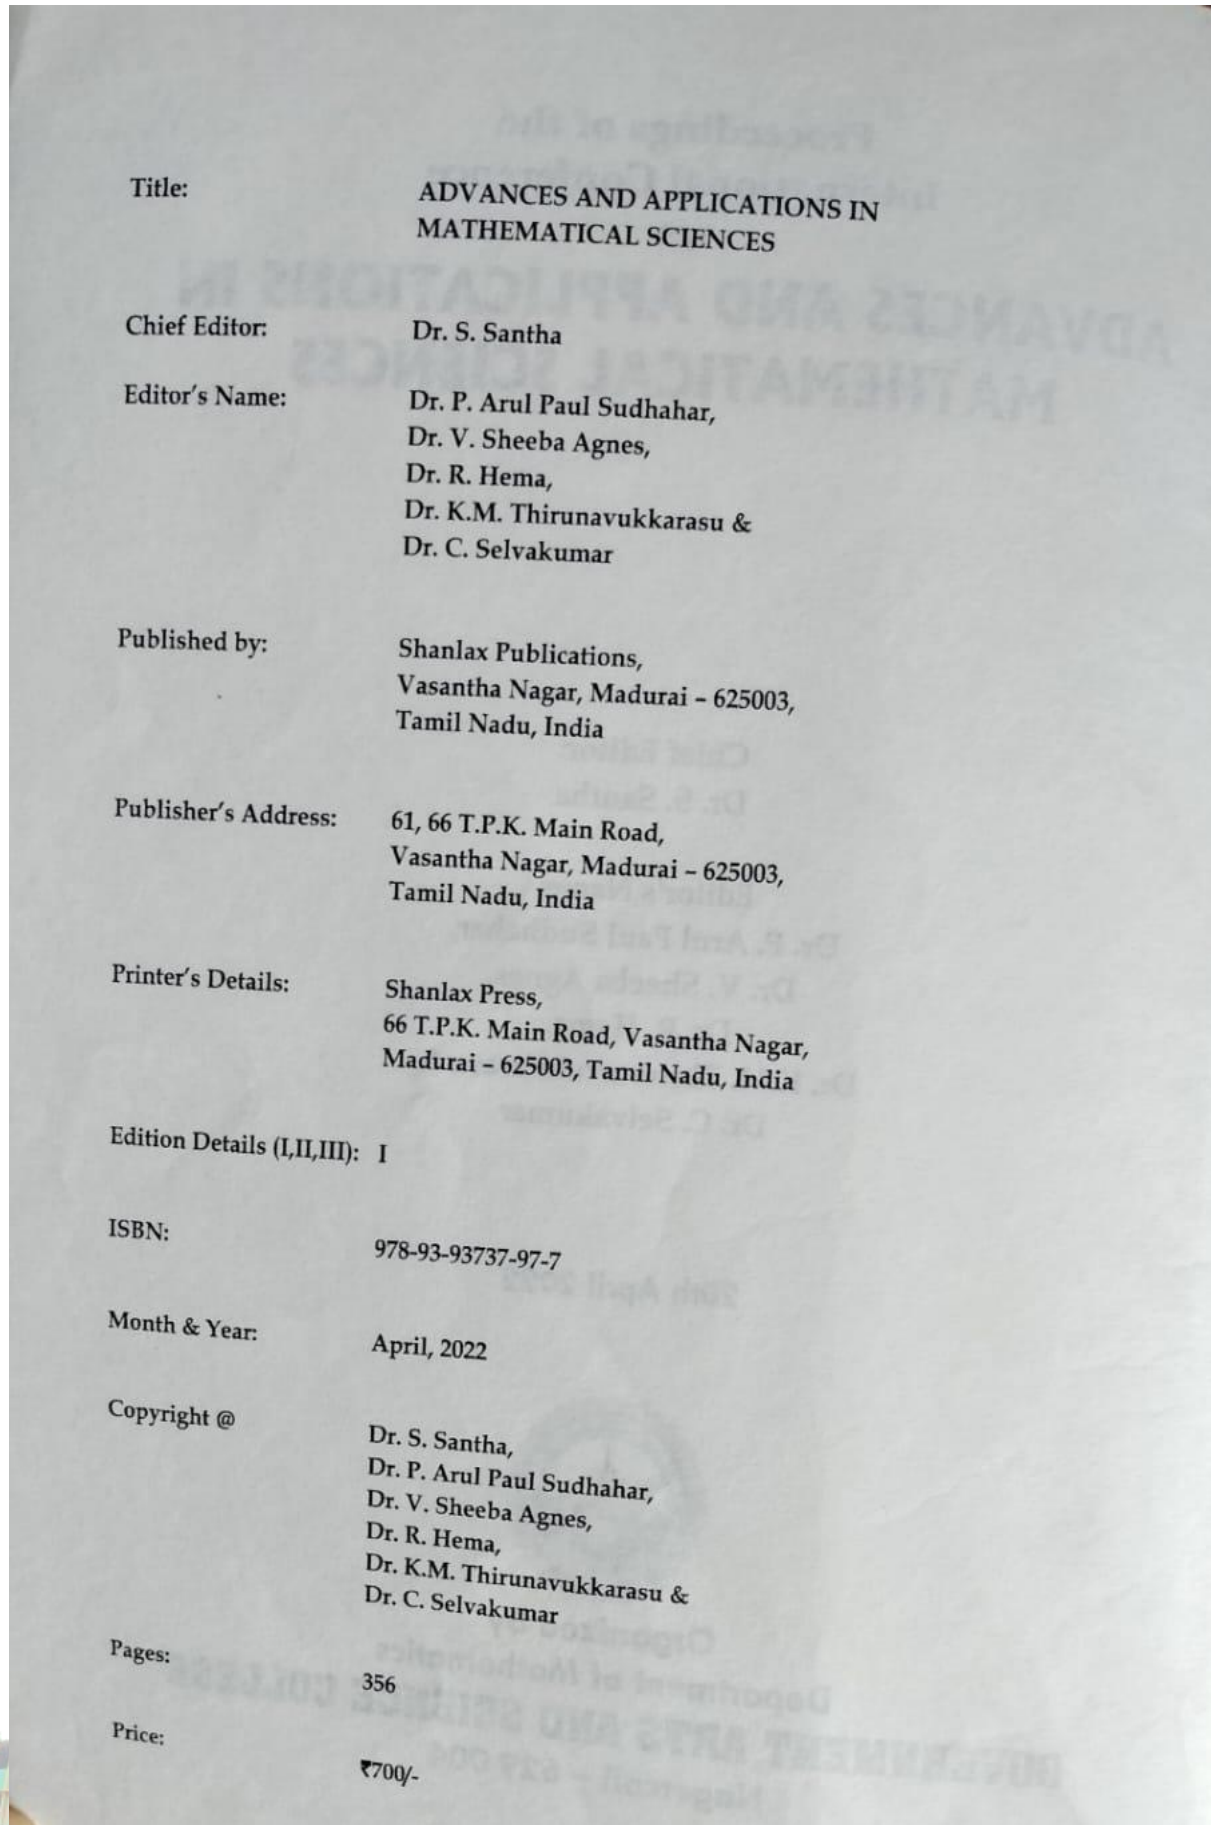 Title: ADVANCES AND APPLICATIONS IN
MATHEMATICAL SCIENCES
Chief Editor: Dr. S. Santha
Editor's Name: Dr. P. Arul Paul Sudhahar,
Dr. V. Sheeba Agnes,
Dr. R. Hema,
Dr. K.M. Thirunavukkarasu &
Dr. C. Selvakumar
Published by: Shanlax Publications,
Vasantha Nagar, Madurai – 625003,
Tamil Nadu, India
Publisher's Address: 61, 66 T.P.K. Main Road,
Vasantha Nagar, Madurai – 625003,
Tamil Nadu, India
Printer's Details: Shanlax Press,
66 T.P.K. Main Road, Vasantha Nagar,
Madurai – 625003, Tamil Nadu, India
Edition Details (I,II,III): I
ISBN: 978-93-93737-97-7
Month & Year: April, 2022
Copyright @ Dr. S. Santha,
Dr. P. Arul Paul Sudhahar,
Dr. V. Sheeba Agnes,
Dr. R. Hema,
Dr. K.M. Thirunavukkarasu &
Dr. C. Selvakumar
Pages: 356
Price: ₹700/-